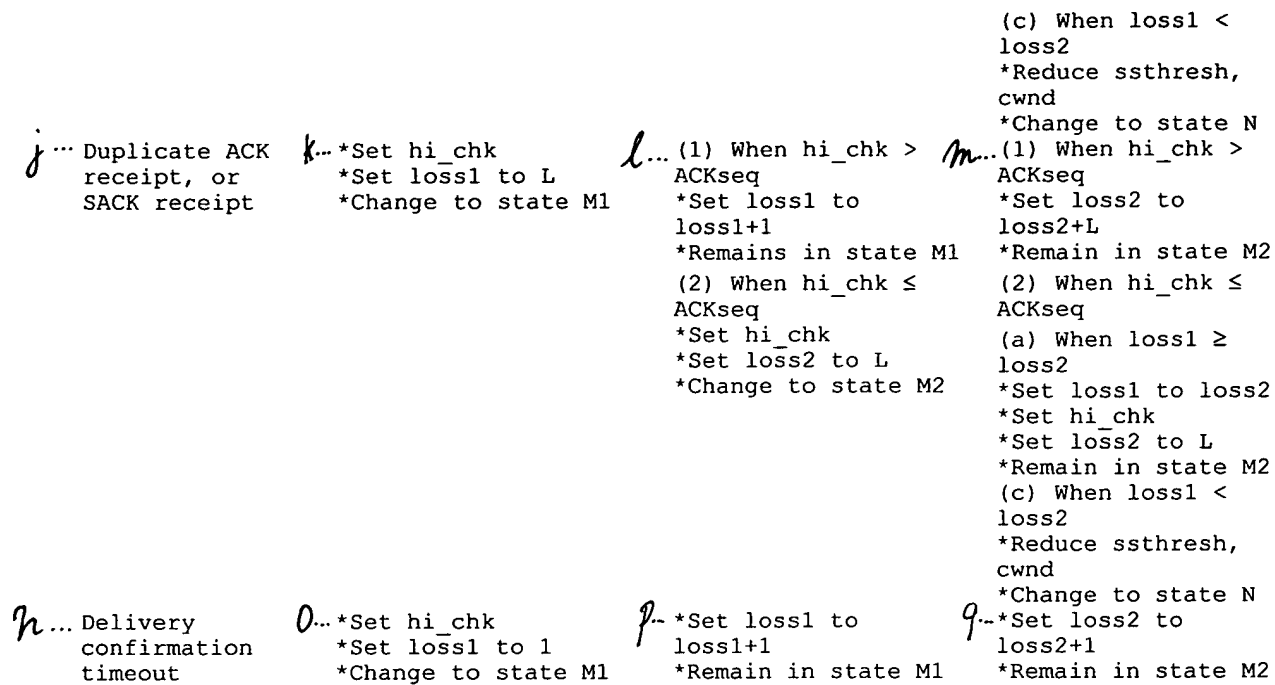 (c) When loss1 <
loss2
*Reduce ssthresh,
cwnd
*Change to state N
j ... Duplicate ACK
receipt, or
SACK receipt
k... *Set hi_chk
*Set loss1 to L
*Change to state M1
l... (1) When hi_chk >
ACKseq
*Set loss1 to
loss1+1
*Remains in state M1
(2) When hi_chk ≤
ACKseq
*Set hi_chk
*Set loss2 to L
*Change to state M2
m... (1) When hi_chk >
ACKseq
*Set loss2 to
loss2+L
*Remain in state M2
(2) When hi_chk ≤
ACKseq
(a) When loss1 ≥
loss2
*Set loss1 to loss2
*Set hi_chk
*Set loss2 to L
*Remain in state M2
(c) When loss1 <
loss2
*Reduce ssthresh,
cwnd
*Change to state N
n... Delivery
confirmation
timeout
o... *Set hi_chk
*Set loss1 to 1
*Change to state M1
p... *Set loss1 to
loss1+1
*Remain in state M1
q... *Set loss2 to
loss2+1
*Remain in state M2